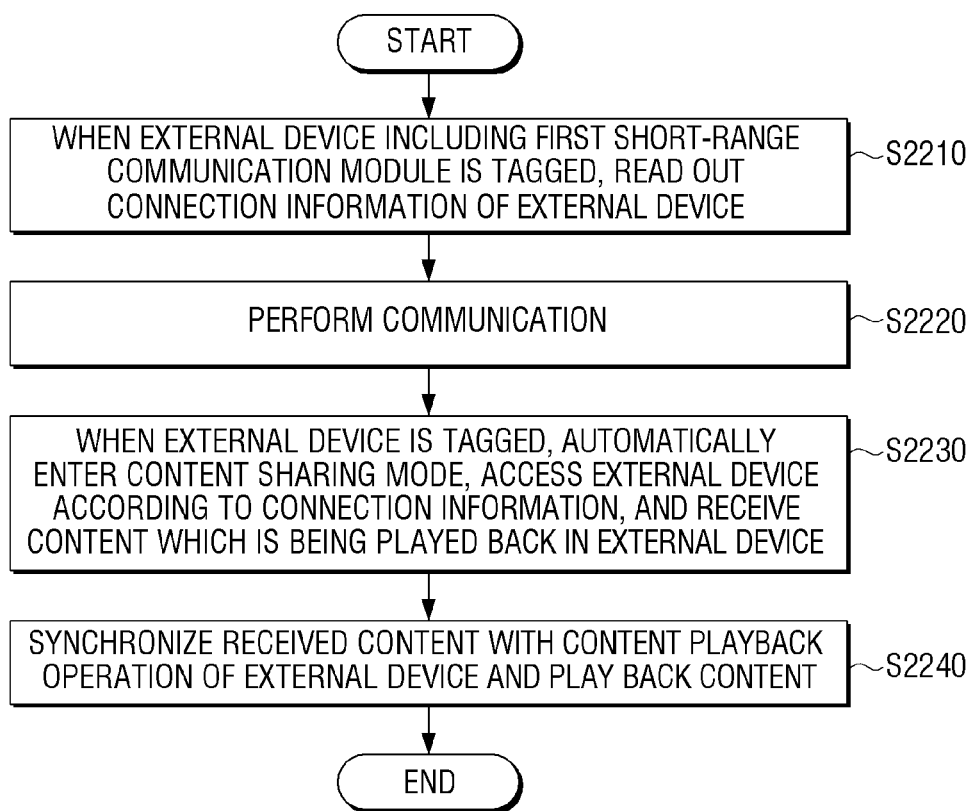 START
WHEN EXTERNAL DEVICE INCLUDING FIRST SHORT-RANGE
COMMUNICATION MODULE IS TAGGED, READ OUT
CONNECTION INFORMATION OF EXTERNAL DEVICE
S2210
PERFORM COMMUNICATION
S2220
WHEN EXTERNAL DEVICE IS TAGGED, AUTOMATICALLY
ENTER CONTENT SHARING MODE, ACCESS EXTERNAL DEVICE
ACCORDING TO CONNECTION INFORMATION, AND RECEIVE
CONTENT WHICH IS BEING PLAYED BACK IN EXTERNAL DEVICE
S2230
SYNCHRONIZE RECEIVED CONTENT WITH CONTENT PLAYBACK
OPERATION OF EXTERNAL DEVICE AND PLAY BACK CONTENT
S2240
END